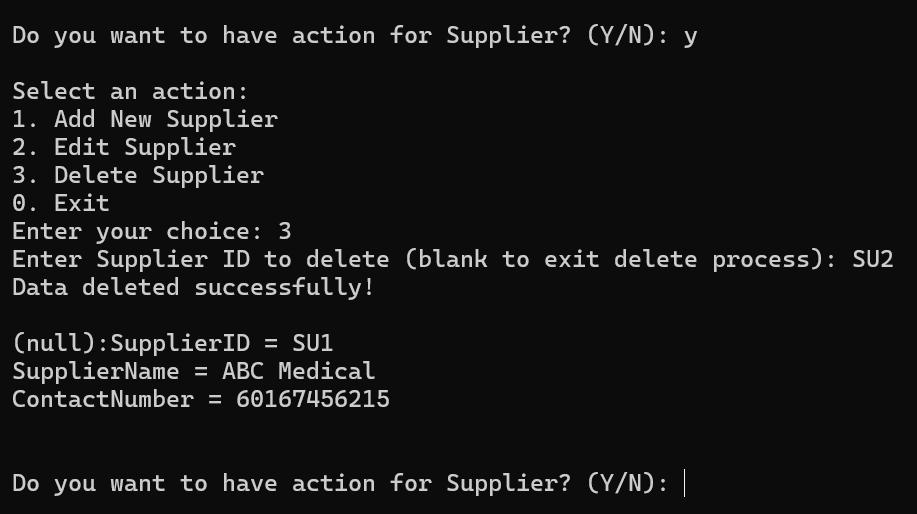 Do you want to have action for Supplier? (Y/N): y
Select an action:
1. Add New Supplier
2. Edit Supplier
3. Delete Supplier
0. Exit
Enter your choice: 3
Enter Supplier ID to delete (blank to exit delete process): SU2
Data deleted successfully!
(null):SupplierID = SU1
SupplierName = ABC Medical
ContactNumber = 60167456215
Do you want to have action for Supplier? (Y/N):